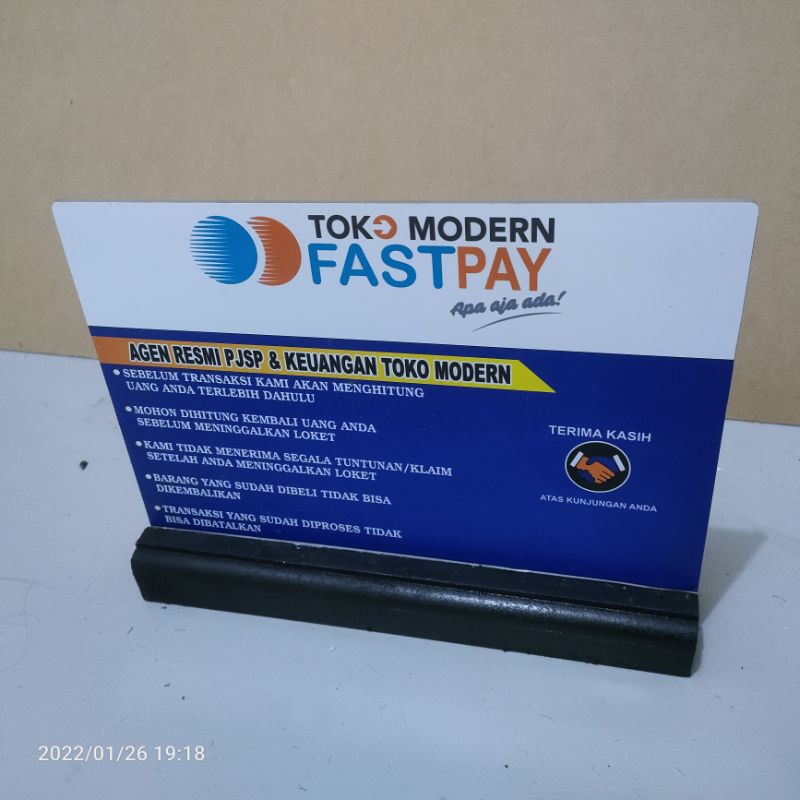 TOKO MODERN
FASTPAY
Apa aja ada!
AGEN RESMI PJSP & KEUANGAN TOKO MODERN
• SEBELUM TRANSAKSI KAMI AKAN MENGHITUNG
UANG ANDA TERLEBIH DAHULU
• MOHON DIHITUNG KEMBALI UANG ANDA
SEBELUM MENINGGALKAN LOKET
• KAMI TIDAK MENERIMA SEGALA TUNTUNAN/KLAIM
SETELAH ANDA MENINGGALKAN LOKET
• BARANG YANG SUDAH DIBELI TIDAK BISA
DIKEMBALIKAN
• TRANSAKSI YANG SUDAH DIPROSES TIDAK
BISA DIBATALKAN
TERIMA KASIH
ATAS KUNJUNGAN ANDA
2022/01/26 19:18